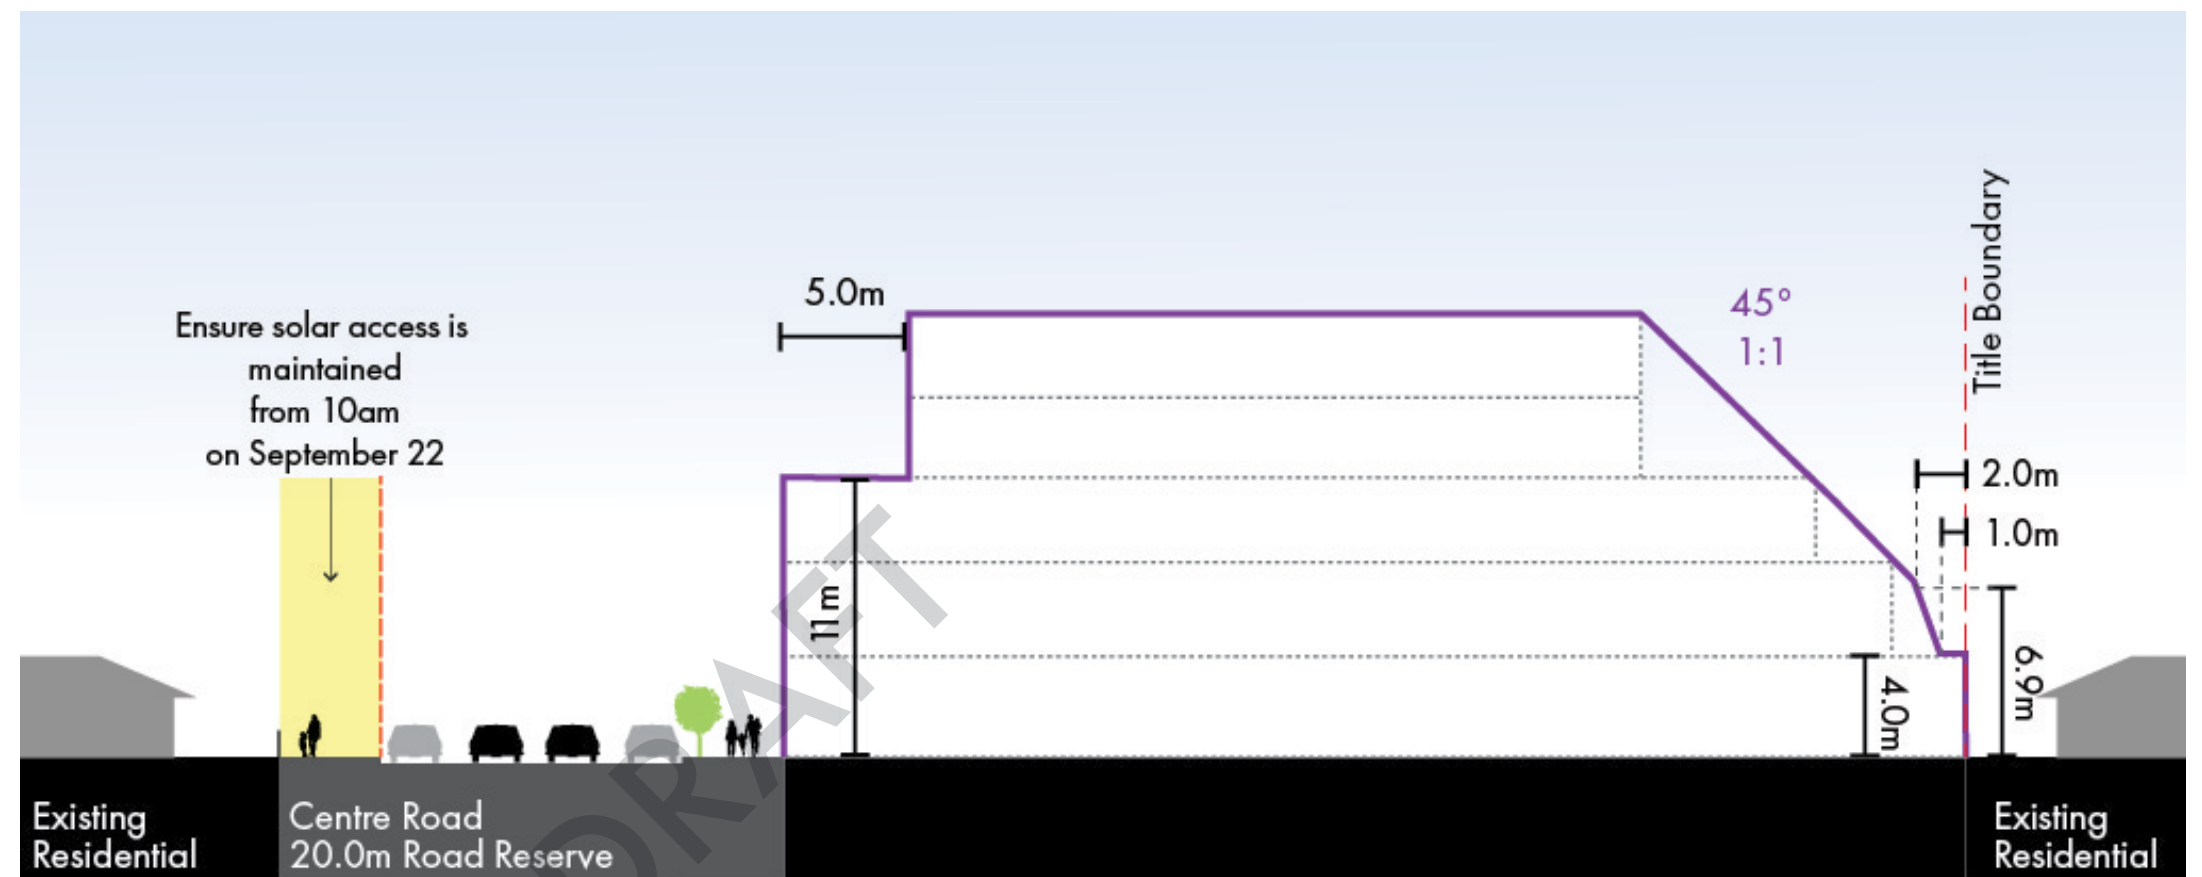 Ensure solar access is
maintained
from 10am
on September 22
5.0m
45°
1:1
Title Boundary
2.0m
1.0m
11m
4.0m
6.9m
DRAFT
Existing
Residential
Centre Road
20.0m Road Reserve
Existing
Residential